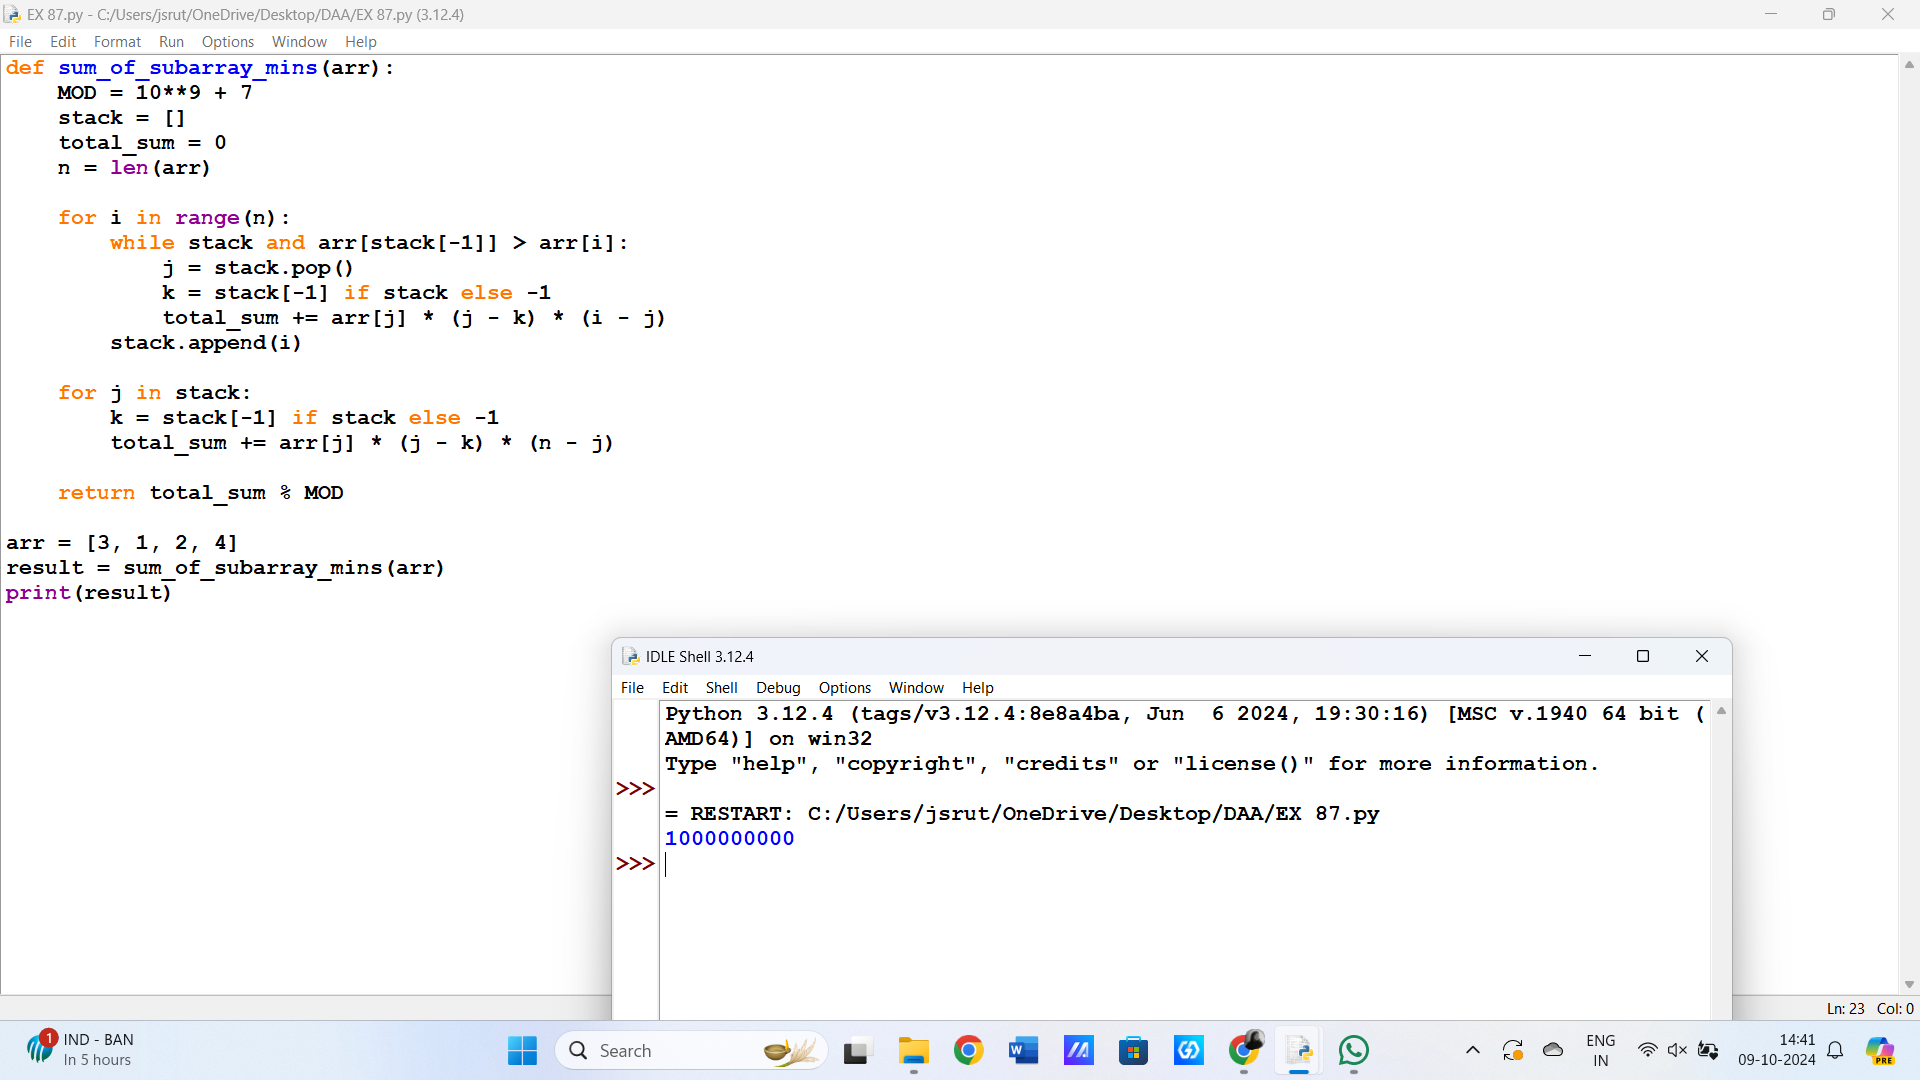 EX 87.py - C:/Users/jsrut/OneDrive/Desktop/DAA/EX 87.py (3.12.4)
File Edit Format Run Options Window Help
def sum_of_subarray_mins(arr):
    MOD = 10**9 + 7
    stack = []
    total_sum = 0
    n = len(arr)
    for i in range(n):
        while stack and arr[stack[-1]] > arr[i]:
            j = stack.pop()
            k = stack[-1] if stack else -1
            total_sum += arr[j] * (j - k) * (i - j)
        stack.append(i)
    for j in stack:
        k = stack[-1] if stack else -1
        total_sum += arr[j] * (j - k) * (n - j)
    return total_sum % MOD
arr = [3, 1, 2, 4]
result = sum_of_subarray_mins(arr)
print(result)
IDLE Shell 3.12.4
File Edit Shell Debug Options Window Help
Python 3.12.4 (tags/v3.12.4:8e8a4ba, Jun  6 2024, 19:30:16) [MSC v.1940 64 bit (
AMD64)] on win32
Type "help", "copyright", "credits" or "license()" for more information.
>>>
= RESTART: C:/Users/jsrut/OneDrive/Desktop/DAA/EX 87.py
1000000000
>>>
Ln: 23 Col: 0
1
IND - BAN
In 5 hours
Search
W
ENG
IN
14:41
09-10-2024
PRE